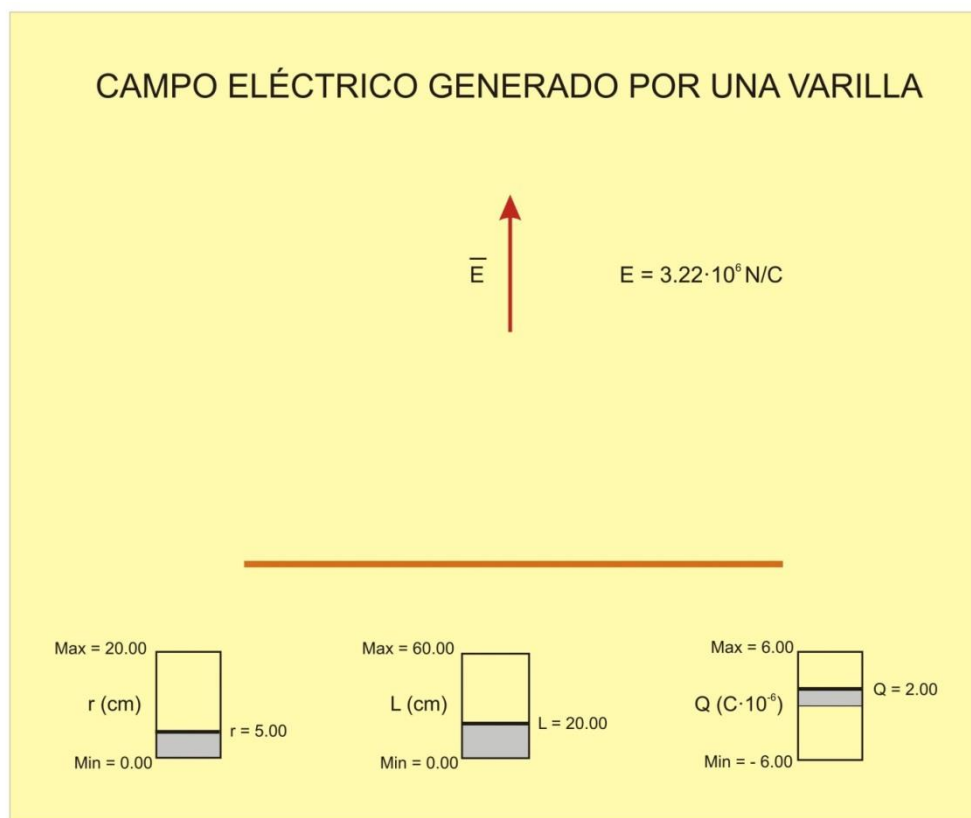 CAMPO ELÉCTRICO GENERADO POR UNA VARILLA
E̅
E = 3.22·10⁶ N/C
Max = 20.00
r (cm)
r = 5.00
Min = 0.00
Max = 60.00
L (cm)
L = 20.00
Min = 0.00
Max = 6.00
Q (C·10⁻⁶)
Q = 2.00
Min = - 6.00